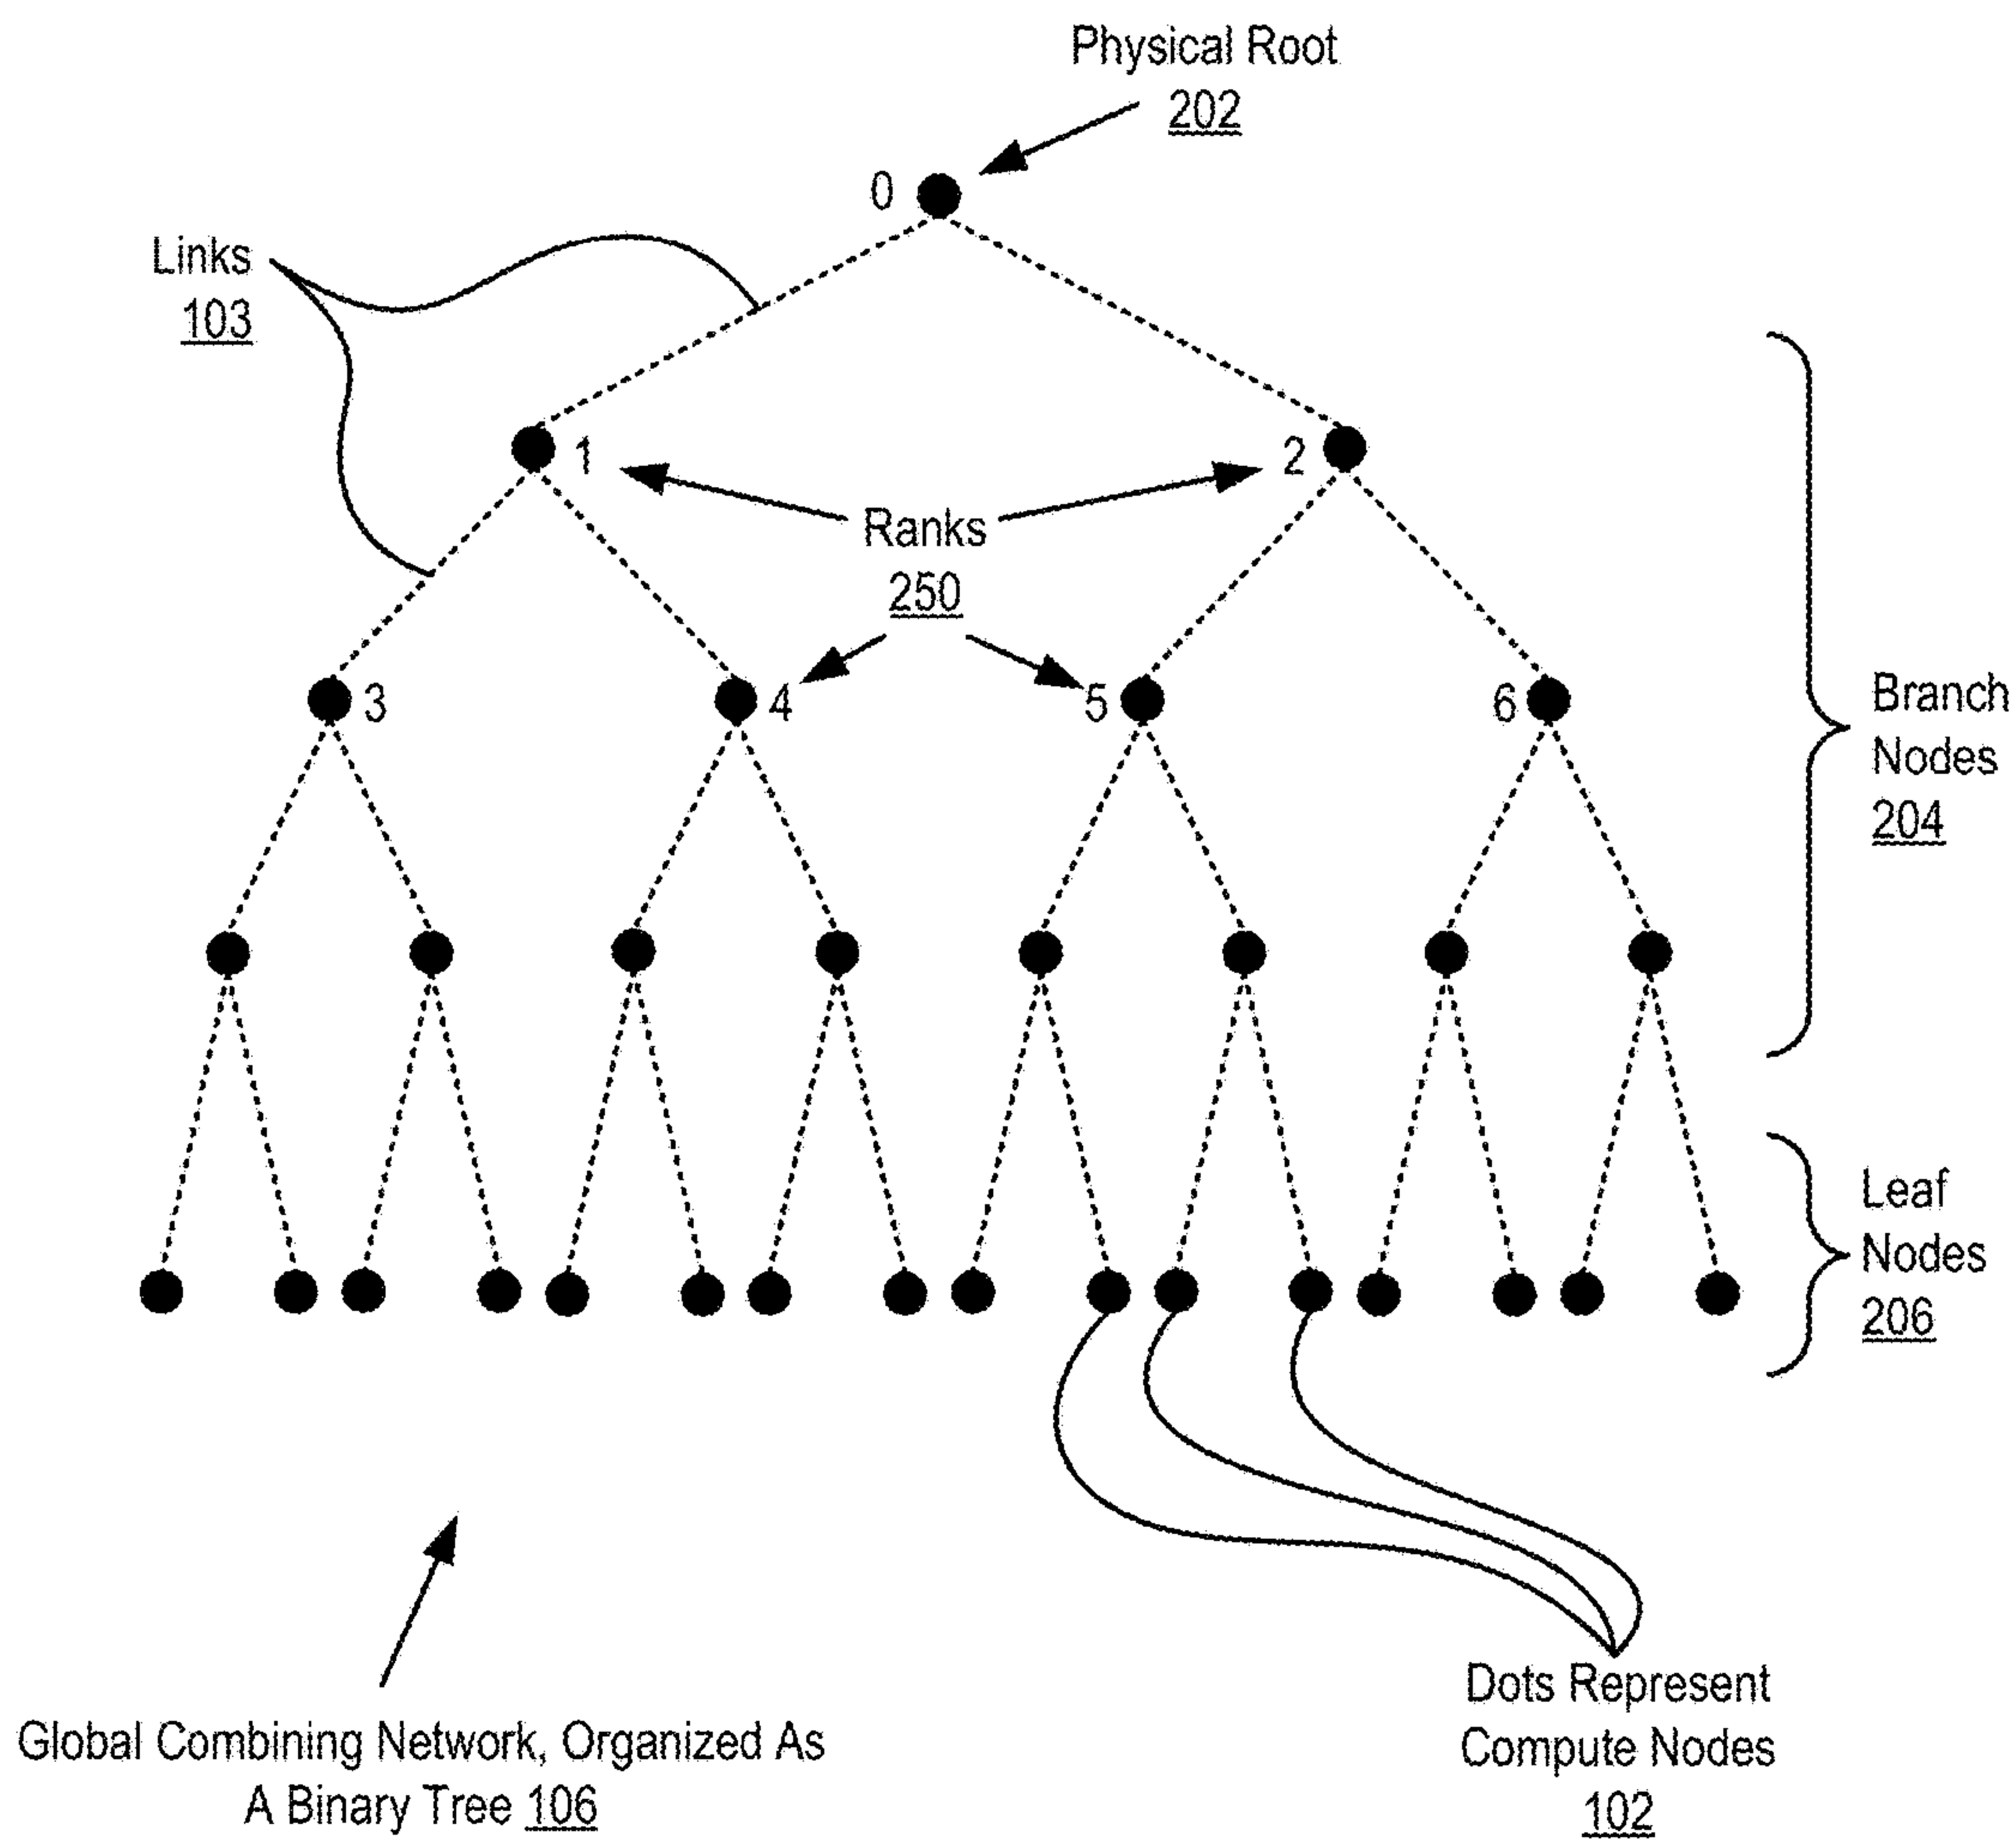 Physical Root
202
0
Links
103
1
2
Ranks
250
3
4
5
6
Branch
Nodes
204
Leaf
Nodes
206
Global Combining Network, Organized As
A Binary Tree 106
Dots Represent
Compute Nodes
102